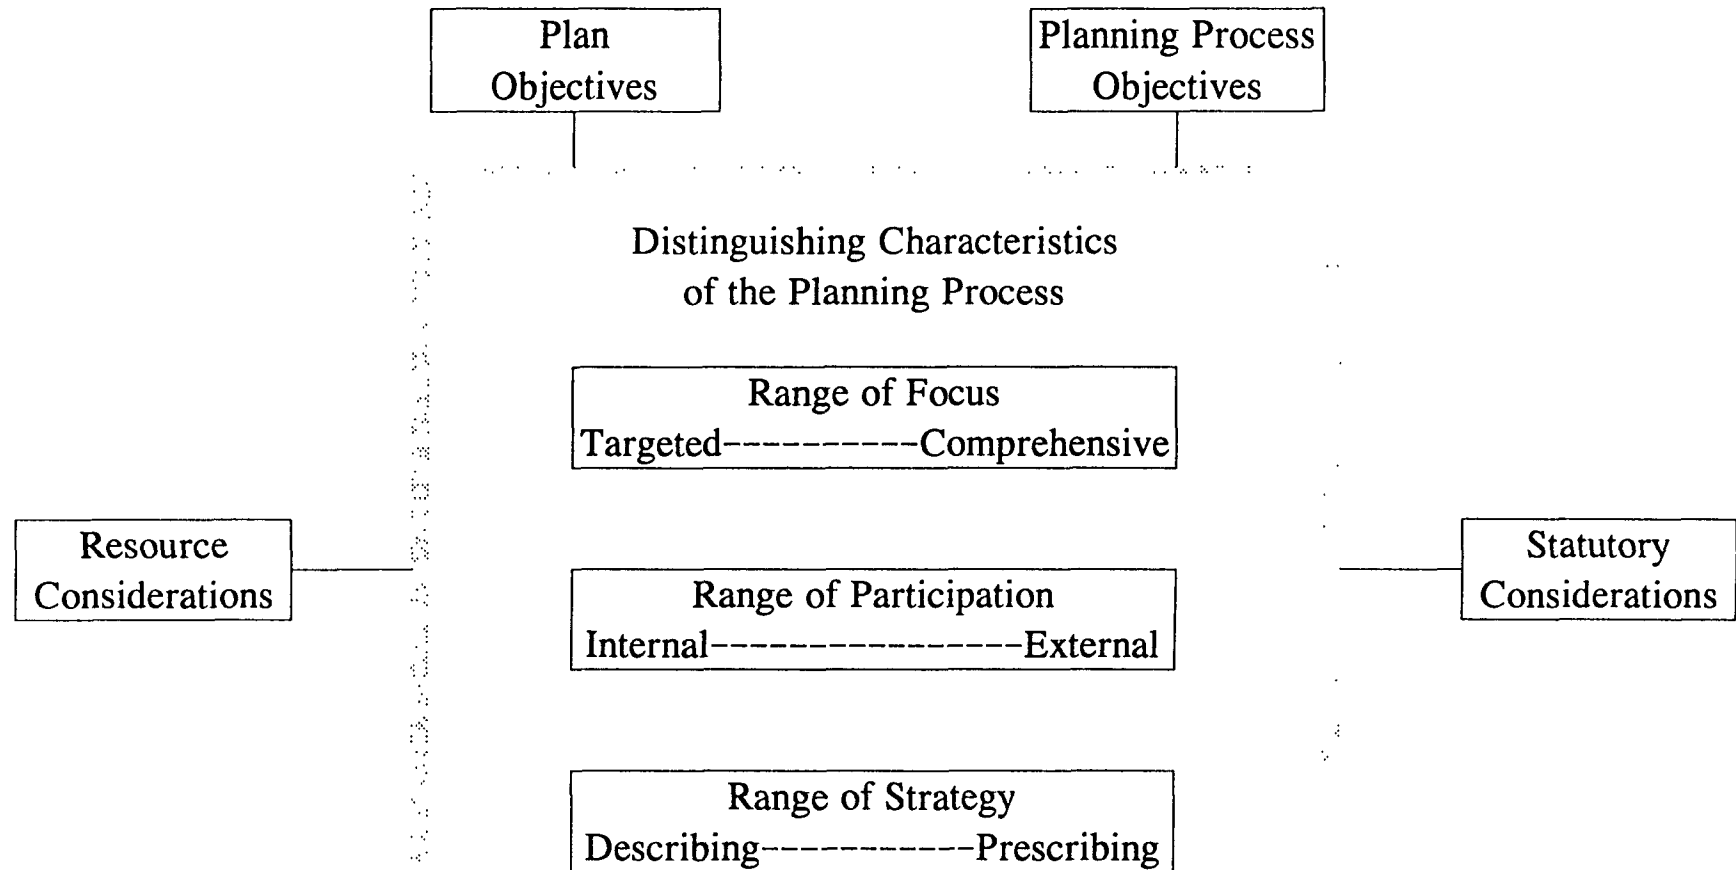 Plan
Objectives
Planning Process
Objectives
Distinguishing Characteristics
of the Planning Process
Range of Focus
Targeted----------Comprehensive
Resource
Considerations
Range of Participation
Internal----------------External
Statutory
Considerations
Range of Strategy
Describing-----------Prescribing